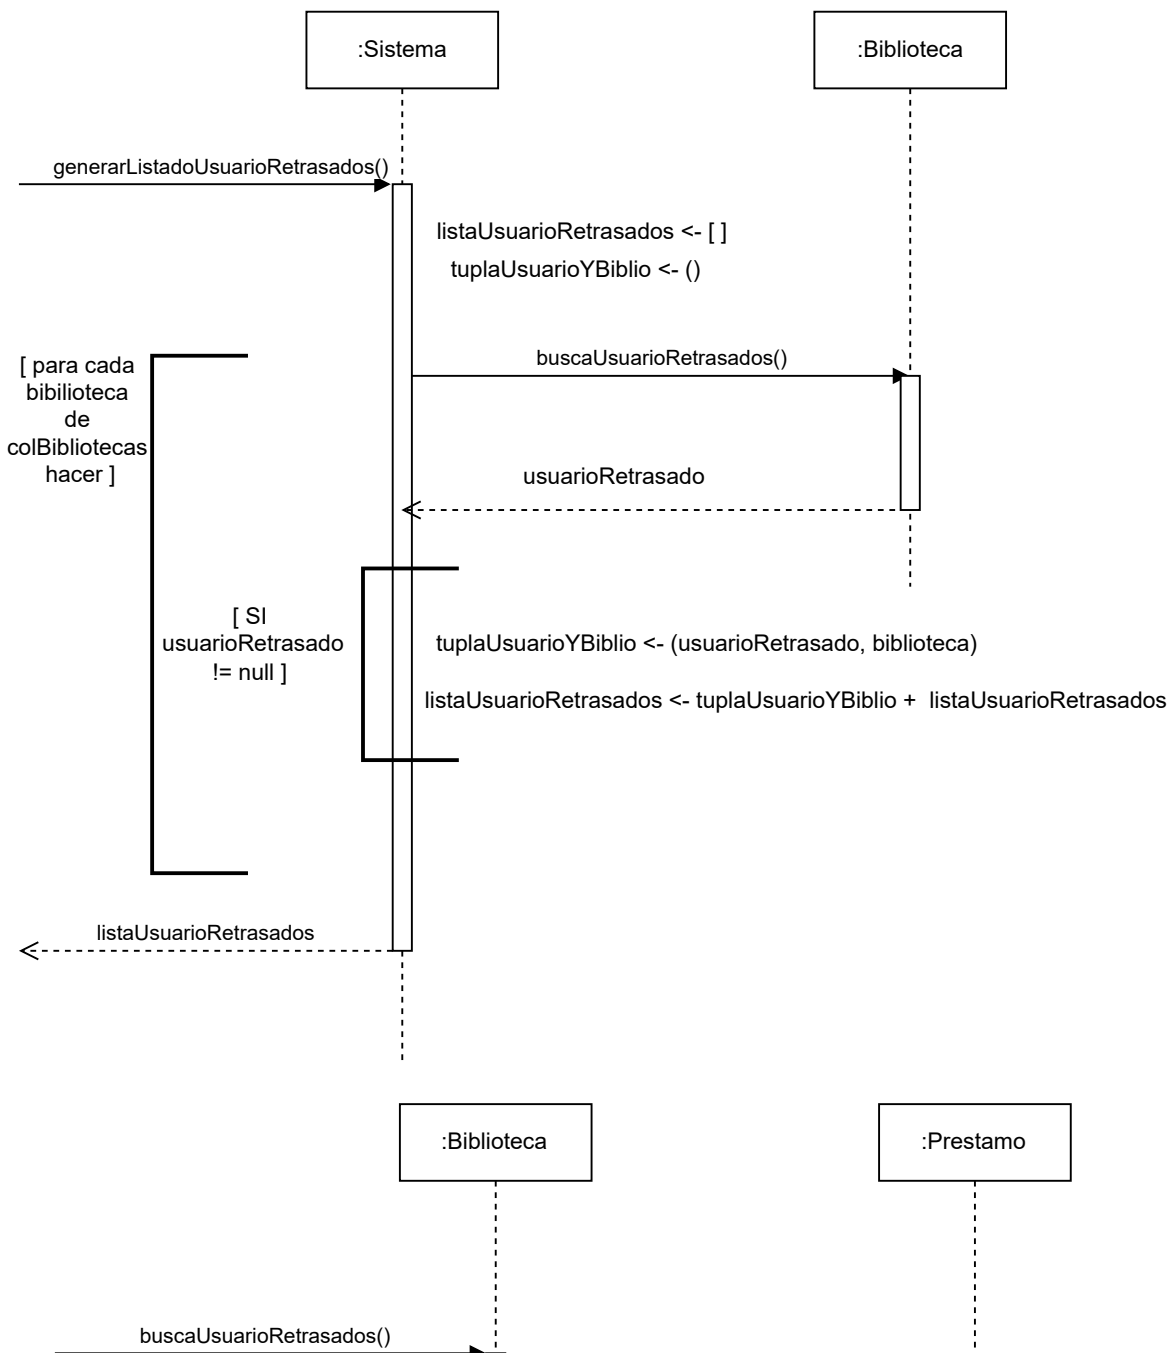 :Sistema
:Biblioteca
generarListadoUsuarioRetrasados()
listaUsuarioRetrasados <- [ ]
tuplaUsuarioYBiblio <- ()
buscaUsuarioRetrasados()
[ para cada
bibilioteca
de
colBibliotecas
hacer ]
usuarioRetrasado
[ SI
usuarioRetrasado
!= null ]
tuplaUsuarioYBiblio <- (usuarioRetrasado, biblioteca)
listaUsuarioRetrasados <- tuplaUsuarioYBiblio + listaUsuarioRetrasados
listaUsuarioRetrasados
:Biblioteca
:Prestamo
buscaUsuarioRetrasados()